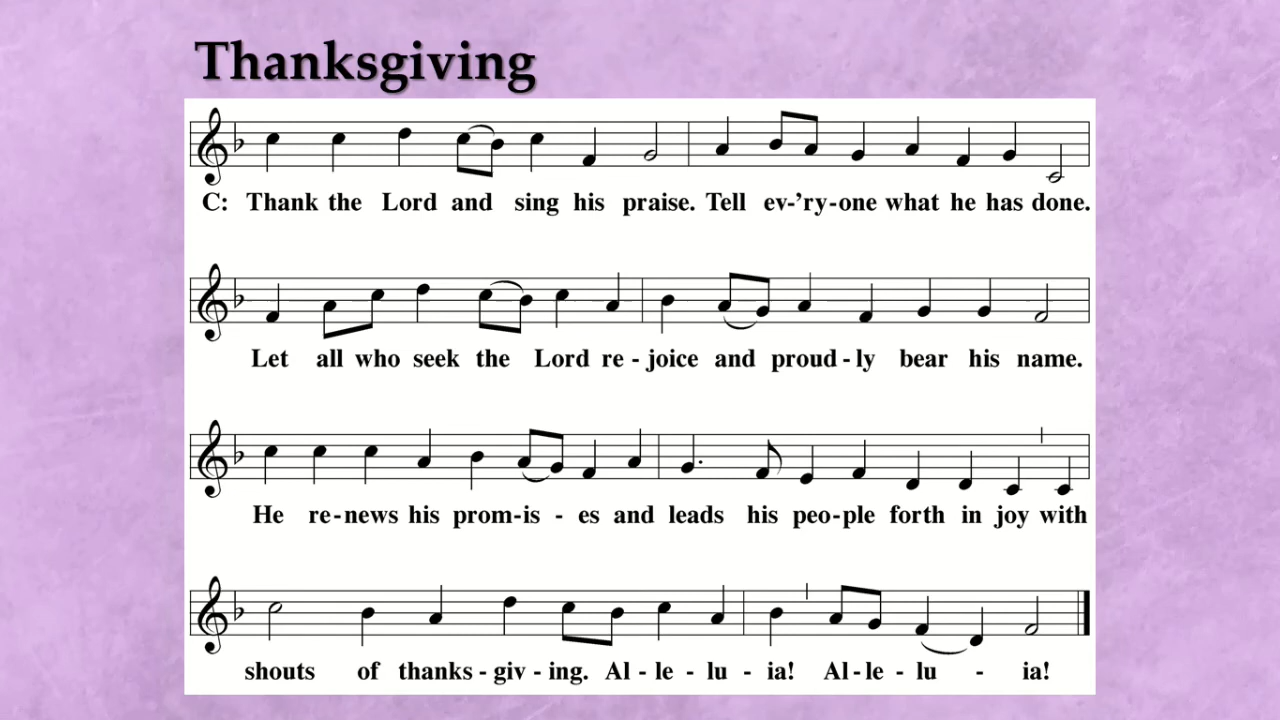 Thanksgiving
C: Thank the Lord and sing his praise. Tell ev-’ry-one what he has done.
Let all who seek the Lord re - joice and proud - ly bear his name.
He re - news his prom - is - es and leads his peo - ple forth in joy with
shouts of thanks - giv - ing. Al - le - lu - ia! Al - le - lu - ia!